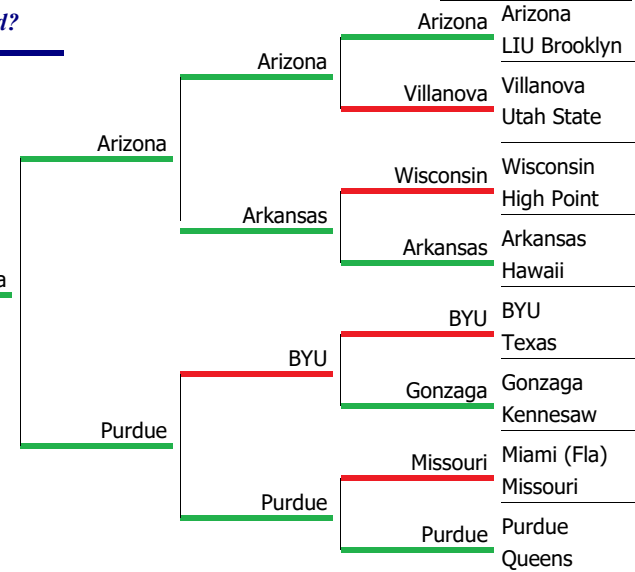 d?
Arizona
Arizona
LIU Brooklyn
Arizona
Villanova
Villanova
Utah State
Arizona
Wisconsin
Wisconsin
High Point
Arkansas
Arkansas
Arkansas
Hawaii
a
BYU
BYU
Texas
BYU
Gonzaga
Gonzaga
Kennesaw
Purdue
Missouri
Miami (Fla)
Missouri
Purdue
Purdue
Purdue
Queens